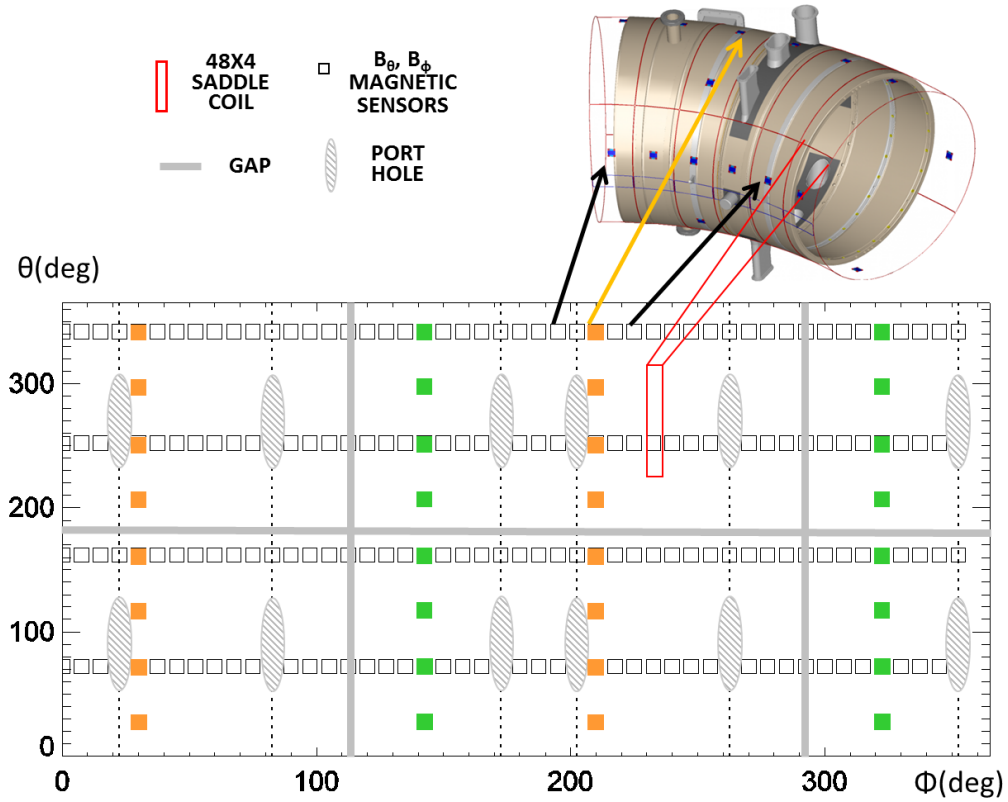 48X4
SADDLE
COIL
Bθ, Bϕ
MAGNETIC
SENSORS
GAP
PORT
HOLE
θ(deg)
300
200
100
0
0
100
200
300
Φ(deg)